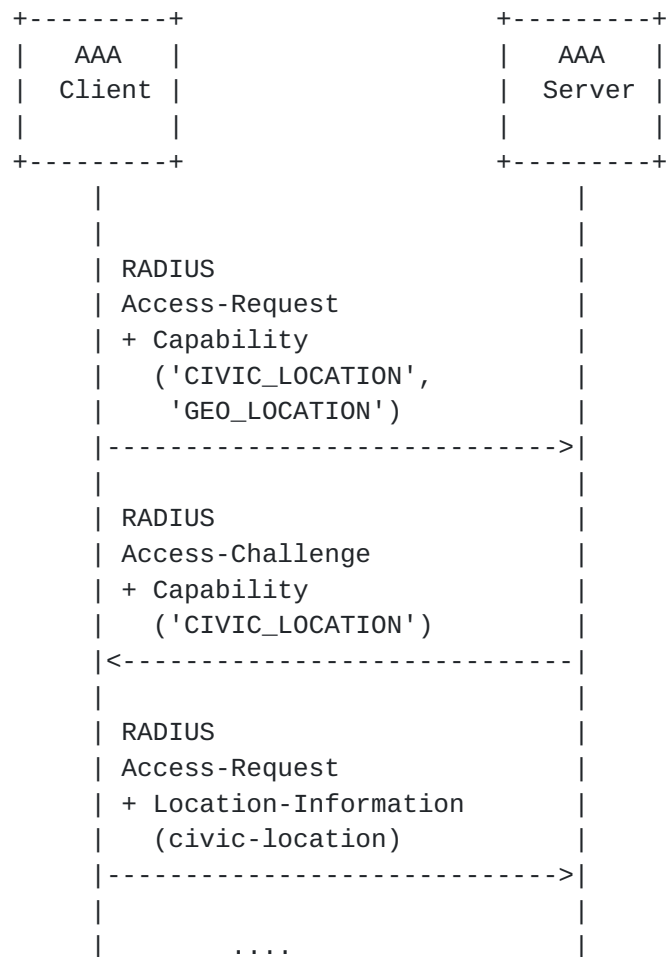 AAA AAA
Client Server
RADIUS
Access-Request
+ Capability
('CIVIC_LOCATION',
'GEO_LOCATION')
RADIUS
Access-Challenge
+ Capability
('CIVIC_LOCATION')
RADIUS
Access-Request
+ Location-Information
(civic-location)
....